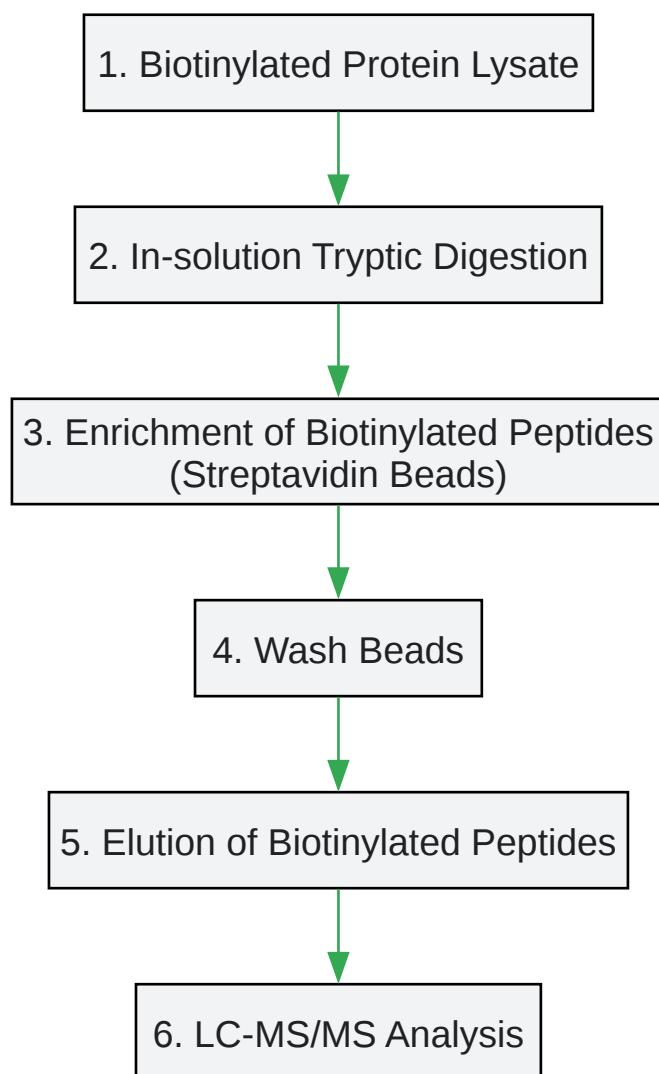 1. Biotinylated Protein Lysate
2. In-solution Tryptic Digestion
3. Enrichment of Biotinylated Peptides
(Streptavidin Beads)
4. Wash Beads
5. Elution of Biotinylated Peptides
6. LC-MS/MS Analysis